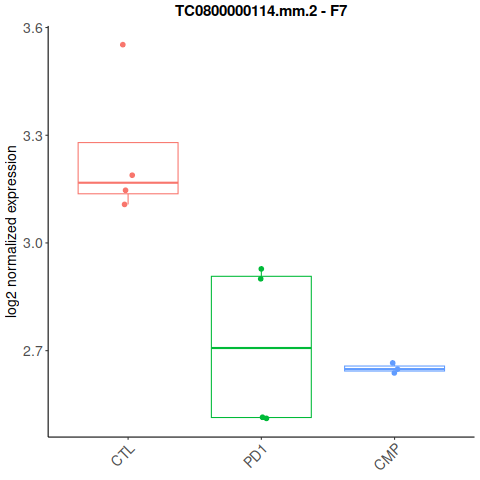 TC0800000114.mm.2 - F7
3.6
3.3
3.0
2.7
log2 normalized expression
CTL
PD1
CMP